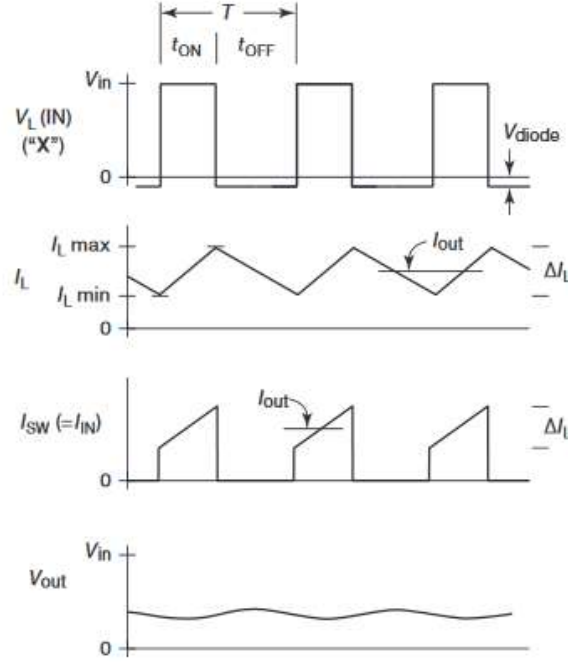 T
tON tOFF
Vin
VL (IN)
("X")
Vdiode
0
IL max
Iout
IL
ΔIL
IL min
0
Iout
ISW (=IIN)
ΔIL
0
Vin
Vout
0